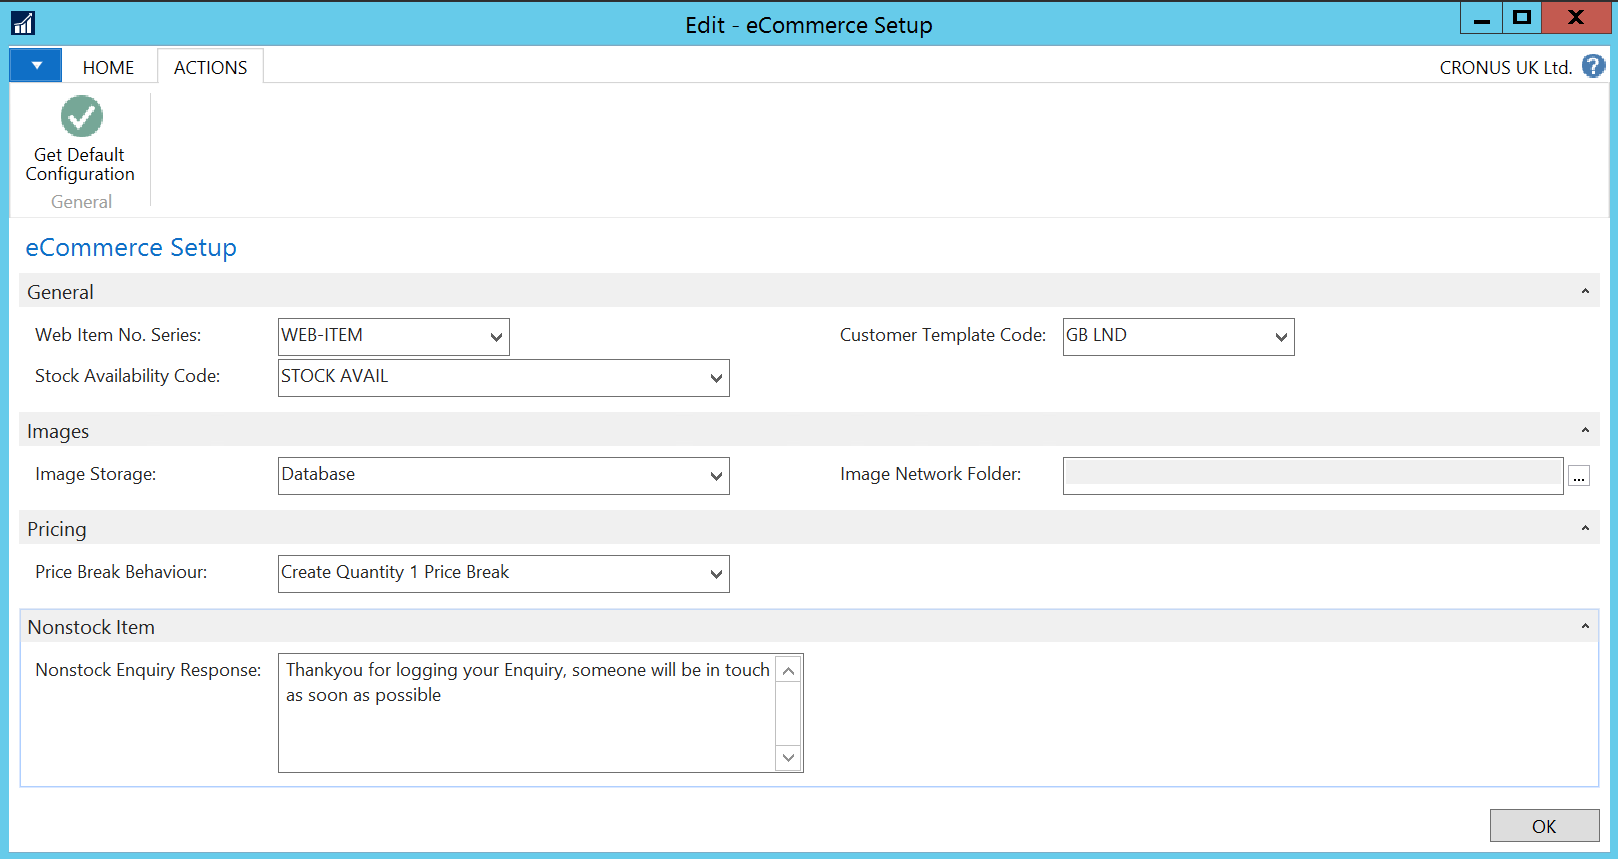 Edit - eCommerce Setup
HOME
ACTIONS
CRONUS UK Ltd.
?
Get Default
Configuration
General
eCommerce Setup
General
Web Item No. Series:
WEB-ITEM
Customer Template Code:
GB LND
Stock Availability Code:
STOCK AVAIL
Images
Image Storage:
Database
Image Network Folder:
...
Pricing
Price Break Behaviour:
Create Quantity 1 Price Break
Nonstock Item
Nonstock Enquiry Response:
Thankyou for logging your Enquiry, someone will be in touch
as soon as possible
OK